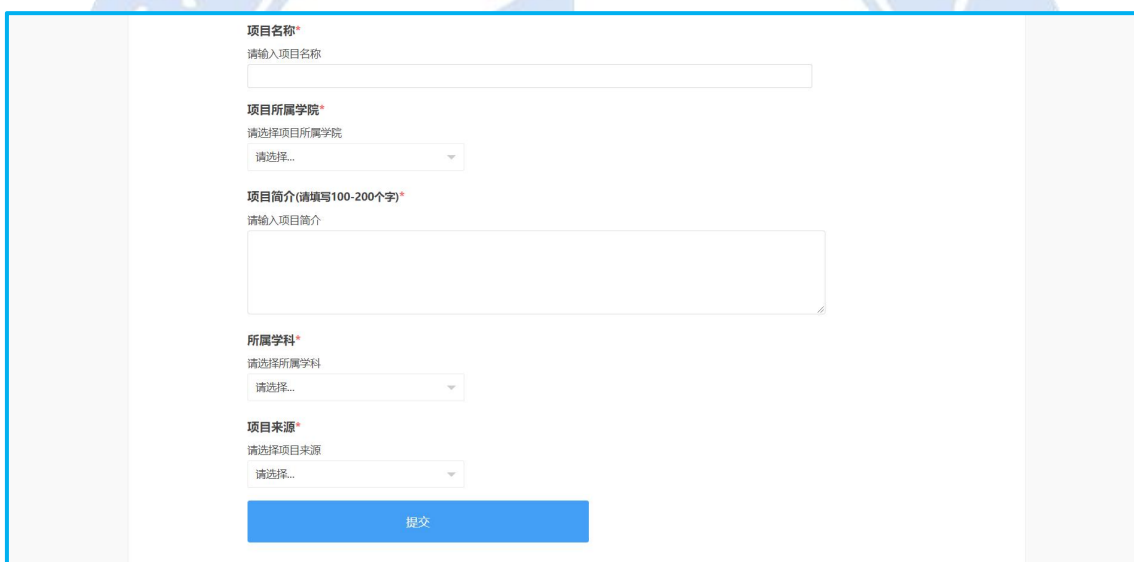 项目名称*
请输入项目名称
项目所属学院*
请选择项目所属学院
请选择...
项目简介(请填写100-200个字)*
请输入项目简介
所属学科*
请选择所属学科
请选择...
项目来源*
请选择项目来源
请选择...
提交